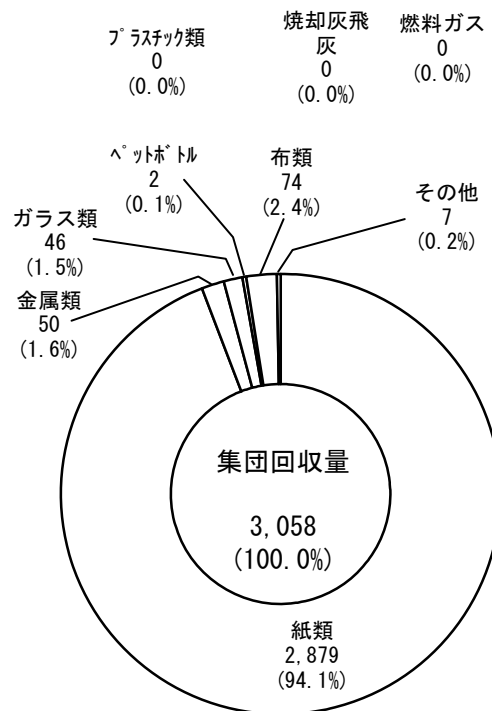 プラスチック類
0
(0.0%)
焼却灰飛
灰
0
(0.0%)
燃料ガス
0
(0.0%)
ペットボトル
2
(0.1%)
布類
74
(2.4%)
その他
7
(0.2%)
ガラス類
46
(1.5%)
金属類
50
(1.6%)
集団回収量
3,058
(100.0%)
紙類
2,879
(94.1%)